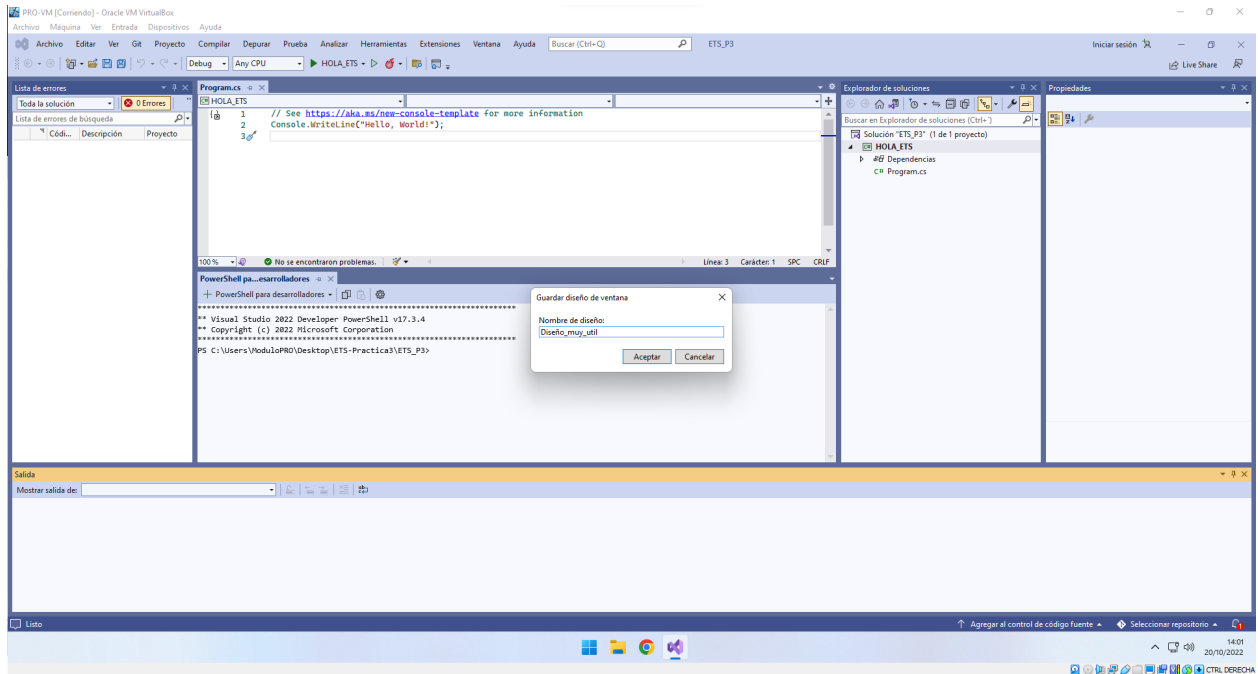 PRO-VM [Corriendo] - Oracle VM VirtualBox
Archivo Máquina Ver Entrada Dispositivos Ayuda
Archivo Editar Ver Git Proyecto Compilar Depurar Prueba Analizar Herramientas Extensiones Ventana Ayuda Buscar (Ctrl+Q) ETS_P3 Iniciar sesión
Debug Any CPU HOLA_ETS Live Share
Lista de errores
Toda la solución 0 Errores
Lista de errores de búsqueda
Códi... Descripción Proyecto
Program.cs
HOLA_ETS
1 // See https://aka.ms/new-console-template for more information
2 Console.WriteLine("Hello, World!");
3
100 % No se encontraron problemas. Línea: 3 Carácter: 1 SPC CRLF
PowerShell pa...esarrolladores
PowerShell para desarrolladores
**********************************************************************
** Visual Studio 2022 Developer PowerShell v17.3.4
** Copyright (c) 2022 Microsoft Corporation
**********************************************************************
PS C:\Users\ModuloPRO\Desktop\ETS-Practica3\ETS_P3>
Guardar diseño de ventana
Nombre de diseño:
Diseño_muy_util
Aceptar Cancelar
Explorador de soluciones
Buscar en Explorador de soluciones (Ctrl+´)
Solución "ETS_P3" (1 de 1 proyecto)
HOLA_ETS
Dependencias
C# Program.cs
Propiedades
Salida
Mostrar salida de:
Listo Agregar al control de código fuente Seleccionar repositorio 1
14:01
20/10/2022
CTRL DERECHA